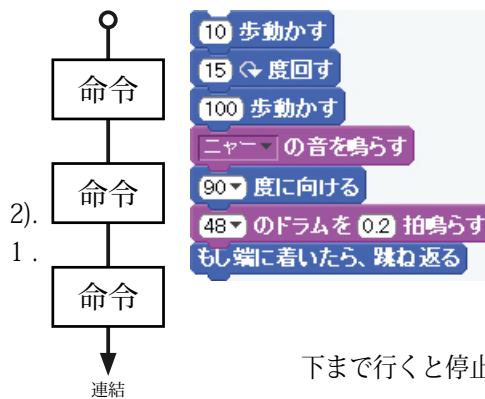 命令
命令
命令
連結
2).
1 .
10 歩動かす
15 度回す
100 歩動かす
ニャー の音を鳴らす
90 度に向ける
48 のドラムを 0.2 拍鳴らす
もし端に着いたら、跳ね返る
下まで行くと停止